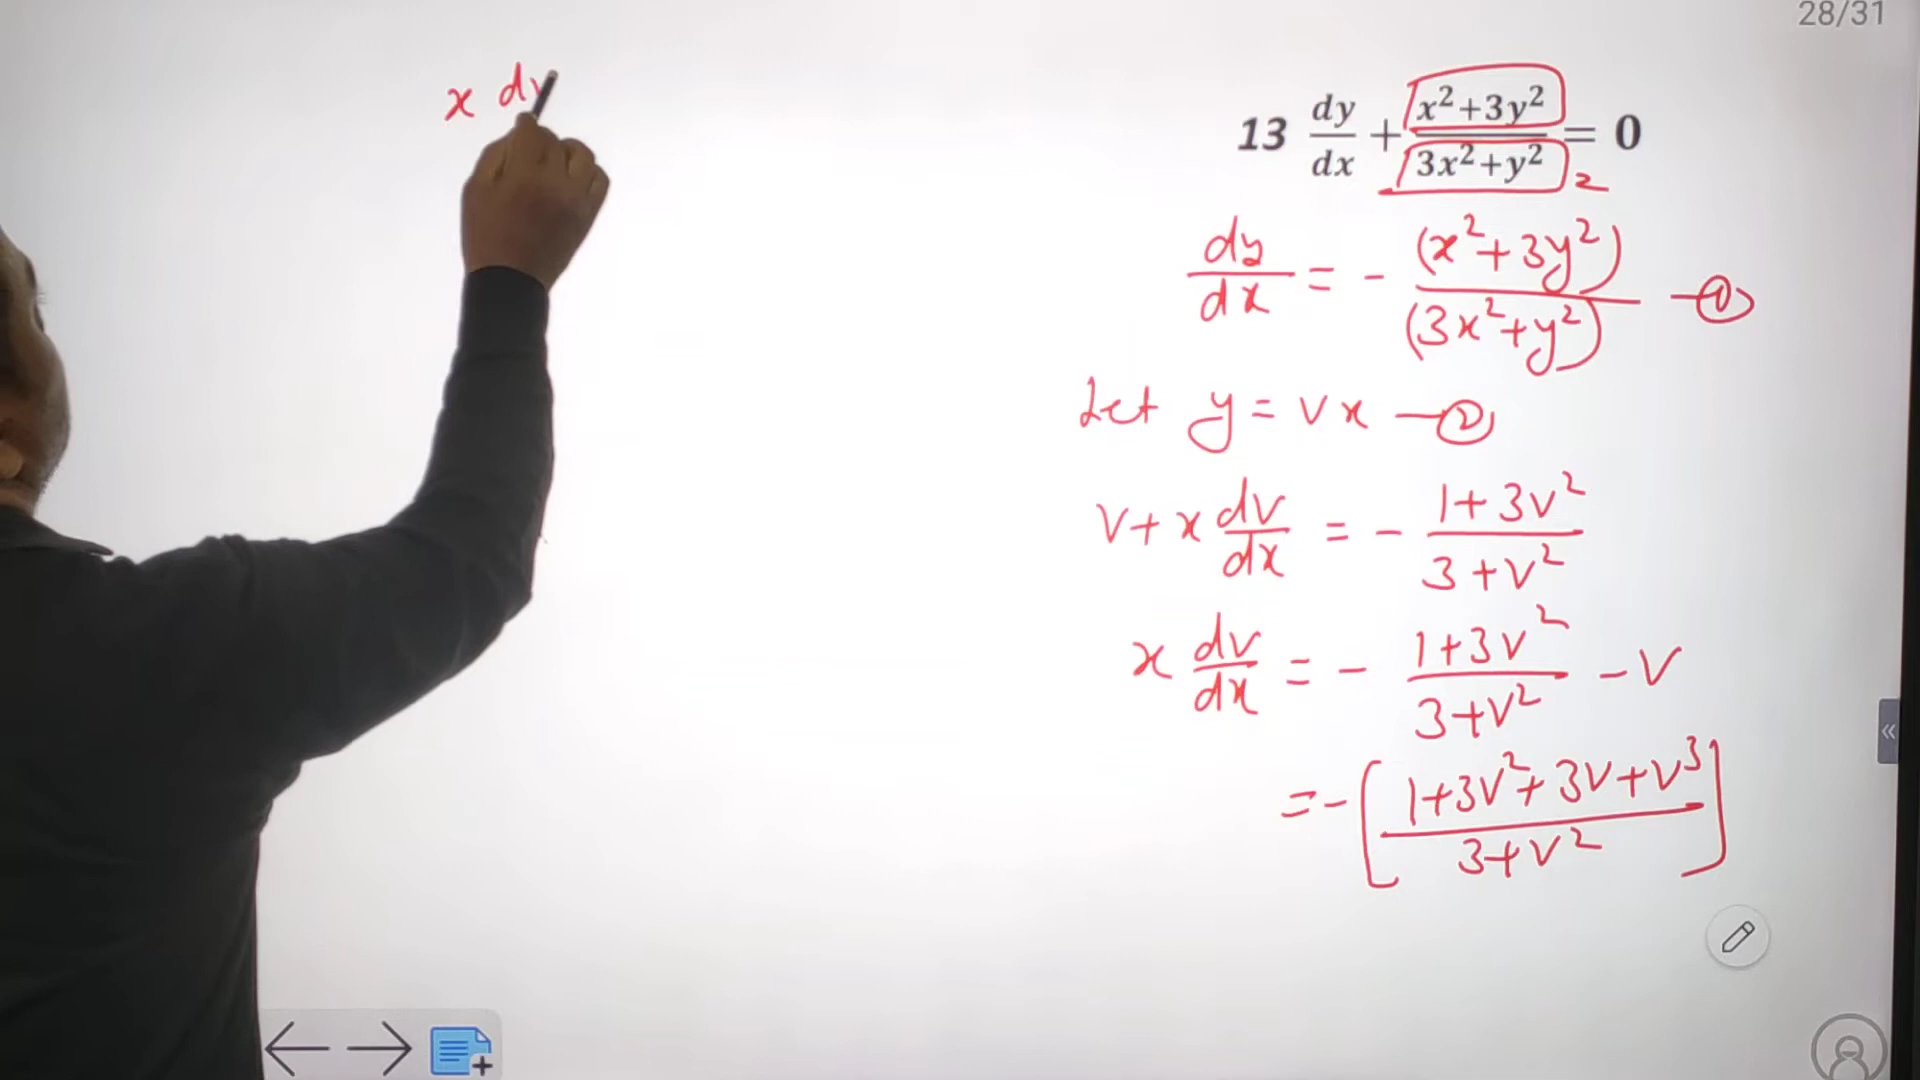 28/31
x dv
13 dy/dx + x²+3y²/3x²+y² = 0
2
dy/dx = - (x²+3y²)/(3x²+y²) —①
Let y = vx —②
v + x dv/dx = - 1+3v²/3+v²
x dv/dx = - 1+3v²/3+v² - v
= - [1+3v²+3v+v³/3+v²]
«